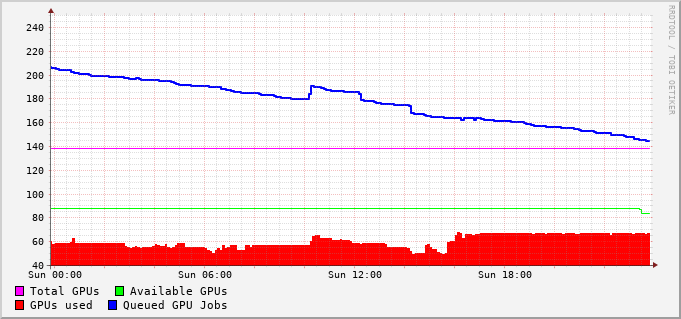 RRDTOOL / TOBI OETIKER
240
220
200
180
160
140
120
100
80
60
40
Sun 00:00 Sun 06:00 Sun 12:00 Sun 18:00
Total GPUs Available GPUs
GPUs used Queued GPU Jobs